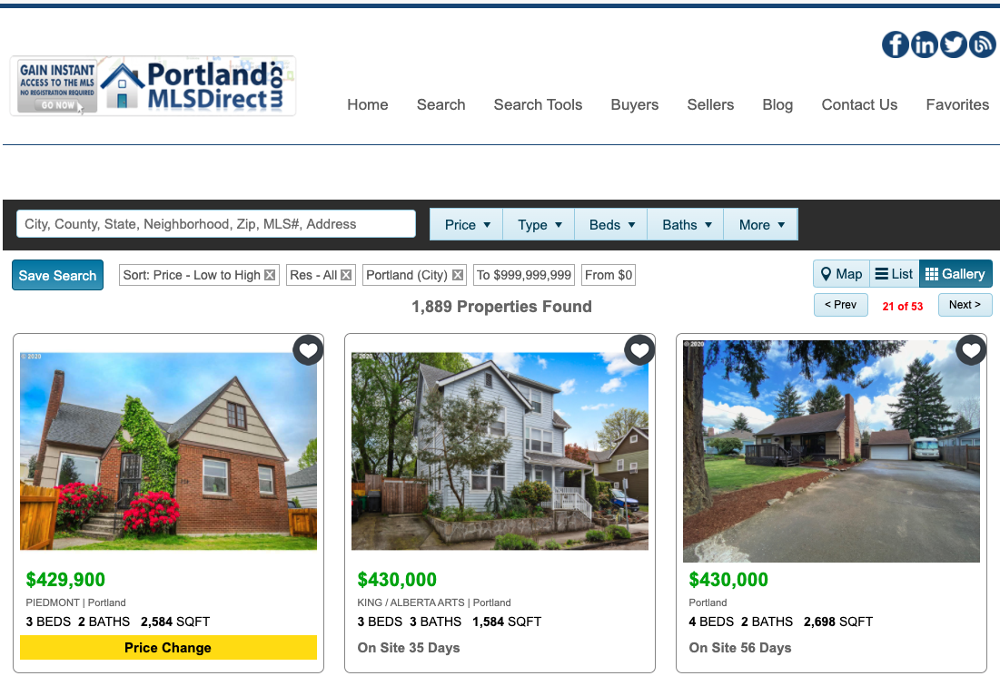 GAIN INSTANT
ACCESS TO THE MLS
NO REGISTRATION REQUIRED
GO NOW
Portland
MLSDirect
.com
Home Search Search Tools Buyers Sellers Blog Contact Us Favorites
City, County, State, Neighborhood, Zip, MLS#, Address
Price Type Beds Baths More
Save Search
Sort: Price - Low to High Res - All Portland (City) To $999,999,999 From $0
Map List Gallery
1,889 Properties Found
< Prev 21 of 53 Next >
© 2020
© 2020
© 2020
$429,900
PIEDMONT | Portland
3 BEDS 2 BATHS 2,584 SQFT
Price Change
$430,000
KING / ALBERTA ARTS | Portland
3 BEDS 3 BATHS 1,584 SQFT
On Site 35 Days
$430,000
Portland
4 BEDS 2 BATHS 2,698 SQFT
On Site 56 Days